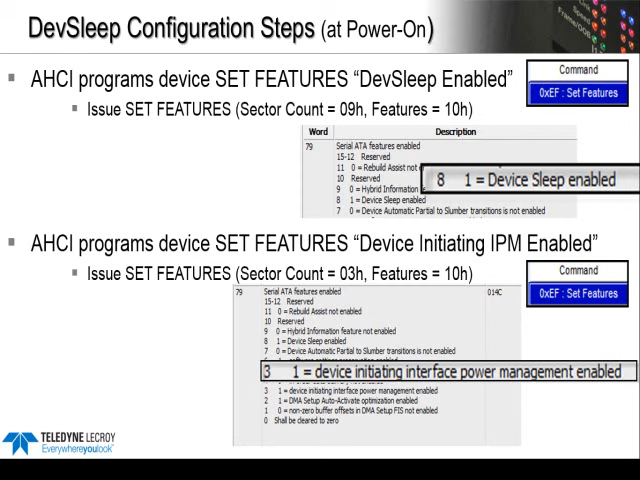 DevSleep Configuration Steps (at Power-On)
AHCI programs device SET FEATURES “DevSleep Enabled”
Issue SET FEATURES (Sector Count = 09h, Features = 10h)
Command
0xEF : Set Features
Word Description
79 Serial ATA features enabled
15-12 Reserved
11 0 = Rebuild Assist not
10 Reserved
9 0 = Hybrid Information
8 1 = Device Sleep enabled
7 0 = Device Automatic Partial to Slumber transitions is not enabled
8 1 = Device Sleep enabled
AHCI programs device SET FEATURES “Device Initiating IPM Enabled”
Issue SET FEATURES (Sector Count = 03h, Features = 10h)
Command
0xEF : Set Features
79 Serial ATA features enabled 014C
15-12 Reserved
11 0 = Rebuild Assist not enabled
10 Reserved
9 0 = Hybrid Information feature not enabled
8 1 = Device Sleep enabled
7 0 = Device Automatic Partial to Slumber transitions is not enabled
3 1 = device initiating interface power management enabled
3 1 = device initiating interface power management enabled
2 1 = DMA Setup Auto-Activate optimization enabled
1 0 = non-zero buffer offsets in DMA Setup FIS not enabled
0 Shall be cleared to zero
TELEDYNE LECROY
Everywhereyoulook™